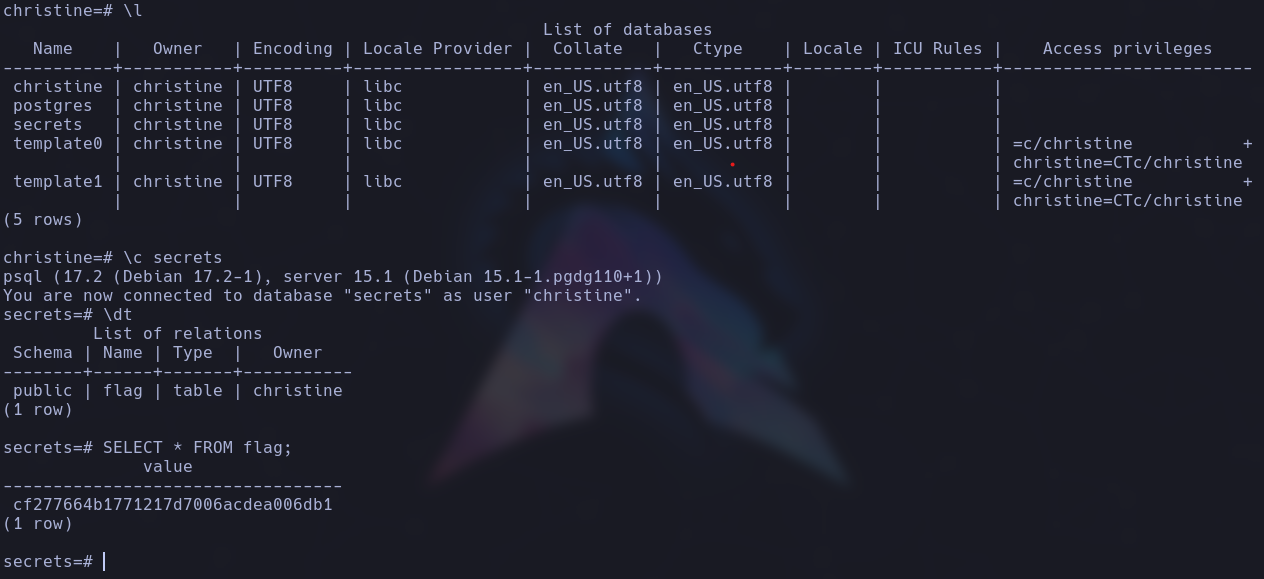 christine=# \l
                                                      List of databases
   Name    |   Owner   | Encoding | Locale Provider |  Collate   |   Ctype    | Locale | ICU Rules |    Access privileges
-----------+-----------+----------+-----------------+------------+------------+--------+-----------+-------------------------
 christine | christine | UTF8     | libc            | en_US.utf8 | en_US.utf8 |        |           |
 postgres  | christine | UTF8     | libc            | en_US.utf8 | en_US.utf8 |        |           |
 secrets   | christine | UTF8     | libc            | en_US.utf8 | en_US.utf8 |        |           |
 template0 | christine | UTF8     | libc            | en_US.utf8 | en_US.utf8 |        |           | =c/christine           +
           |           |          |                 |            |            |        |           | christine=CTc/christine
 template1 | christine | UTF8     | libc            | en_US.utf8 | en_US.utf8 |        |           | =c/christine           +
           |           |          |                 |            |            |        |           | christine=CTc/christine
(5 rows)

christine=# \c secrets
psql (17.2 (Debian 17.2-1), server 15.1 (Debian 15.1-1.pgdg110+1))
You are now connected to database "secrets" as user "christine".
secrets=# \dt
         List of relations
 Schema | Name | Type  |   Owner
--------+------+-------+-----------
 public | flag | table | christine
(1 row)

secrets=# SELECT * FROM flag;
              value
----------------------------------
 cf277664b1771217d7006acdea006db1
(1 row)

secrets=#